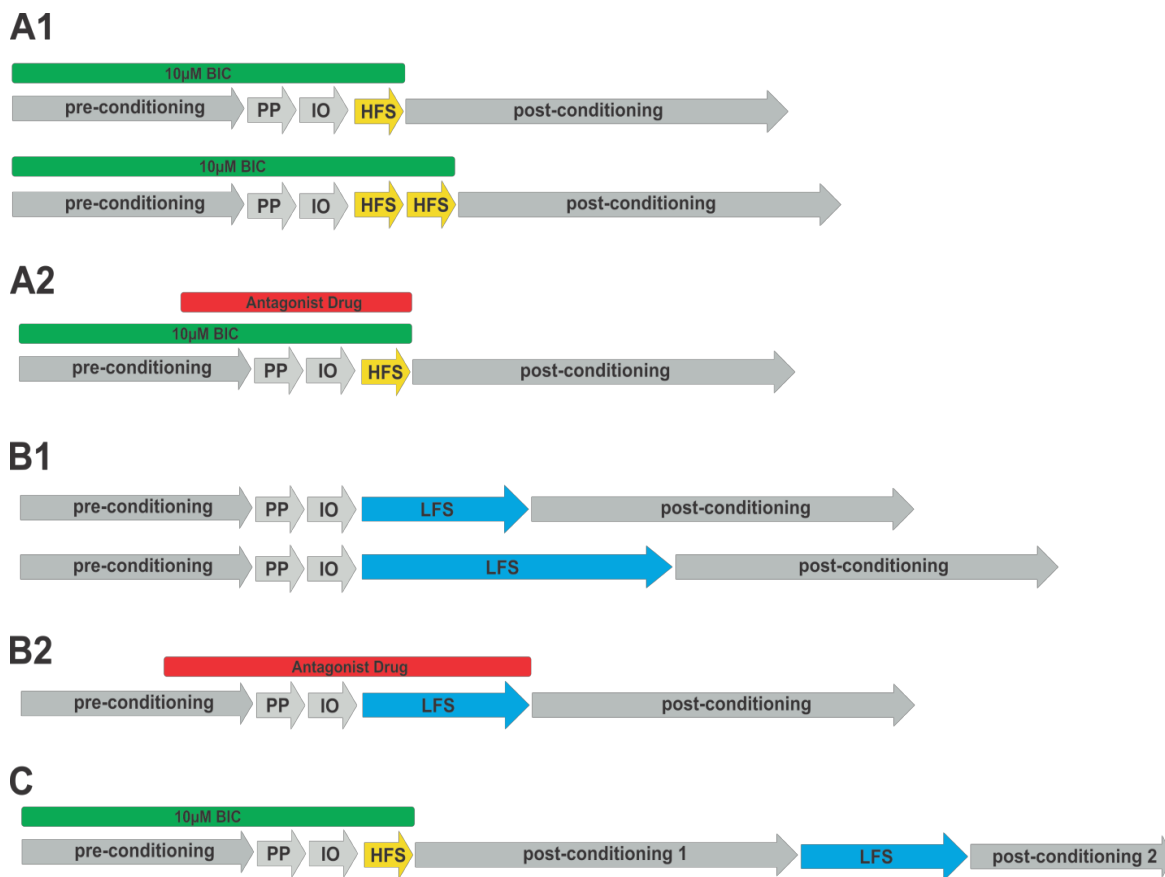 A1
10µM BIC
pre-conditioning PP IO HFS post-conditioning
10µM BIC
pre-conditioning PP IO HFS HFS post-conditioning
A2
Antagonist Drug
10µM BIC
pre-conditioning PP IO HFS post-conditioning
B1
pre-conditioning PP IO LFS post-conditioning
pre-conditioning PP IO LFS post-conditioning
B2
Antagonist Drug
pre-conditioning PP IO LFS post-conditioning
C
10µM BIC
pre-conditioning PP IO HFS post-conditioning 1 LFS post-conditioning 2